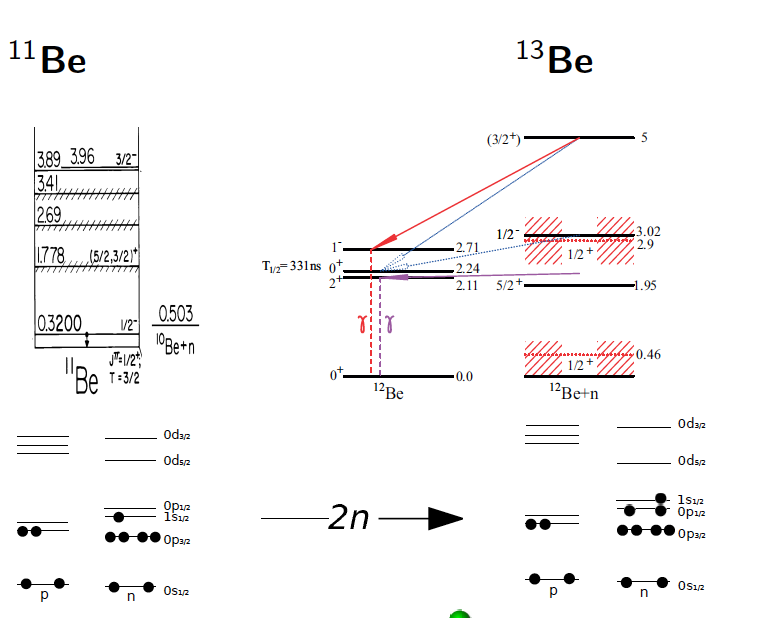 ¹¹Be
¹³Be
3.89 3.96 3/2⁻
3.41
2.69
1.778 (5/2,3/2)⁺
0.3200 1/2⁻
0.503
¹⁰Be+n
¹¹Be
Jπ=1/2⁺;
T=3/2
(3/2⁺) 5
1/2⁻ 3.02
2.9
1/2⁺
5/2⁺ 1.95
0.46
1/2⁺
¹²Be+n
1⁻ 2.71
T₁/₂=331ns 0⁺ 2.24
2⁺ 2.11
γ γ
0⁺ 0.0
¹²Be
0d₃/₂
0d₅/₂
0p₁/₂
1s₁/₂
0p₃/₂
0s₁/₂
p n
2n
0d₃/₂
0d₅/₂
1s₁/₂
0p₁/₂
0p₃/₂
0s₁/₂
p n